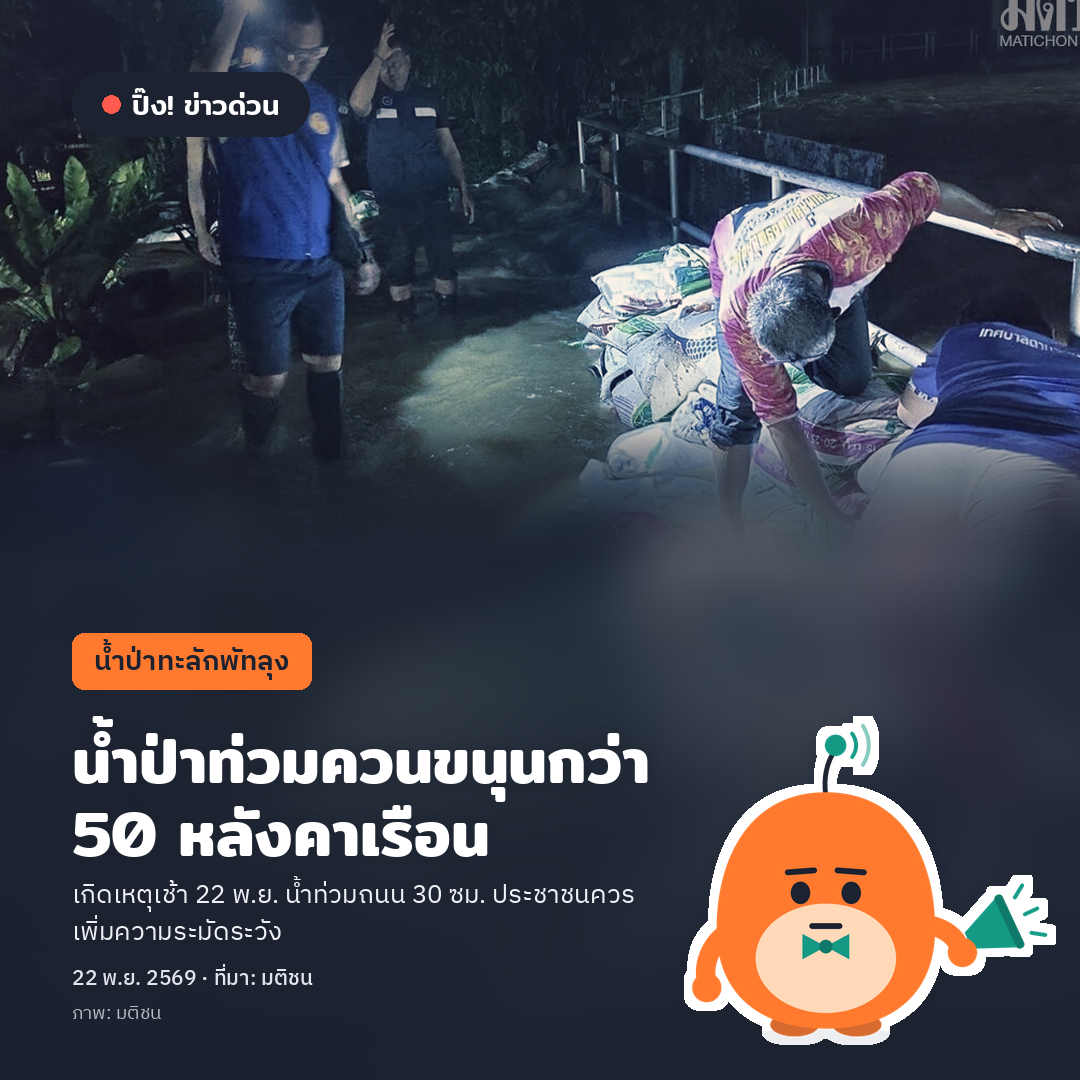 MATICHON
ปิ๊ง! ข่าวด่วน
น้ำป่าทะลักพัทลุง
น้ำป่าท่วมควนขนุนกว่า
50 หลังคาเรือน
เกิดเหตุเช้า 22 พ.ย. น้ำท่วมถนน 30 ซม. ประชาชนควร
เพิ่มความระมัดระวัง
22 พ.ย. 2569 · ที่มา: มติชน
ภาพ: มติชน